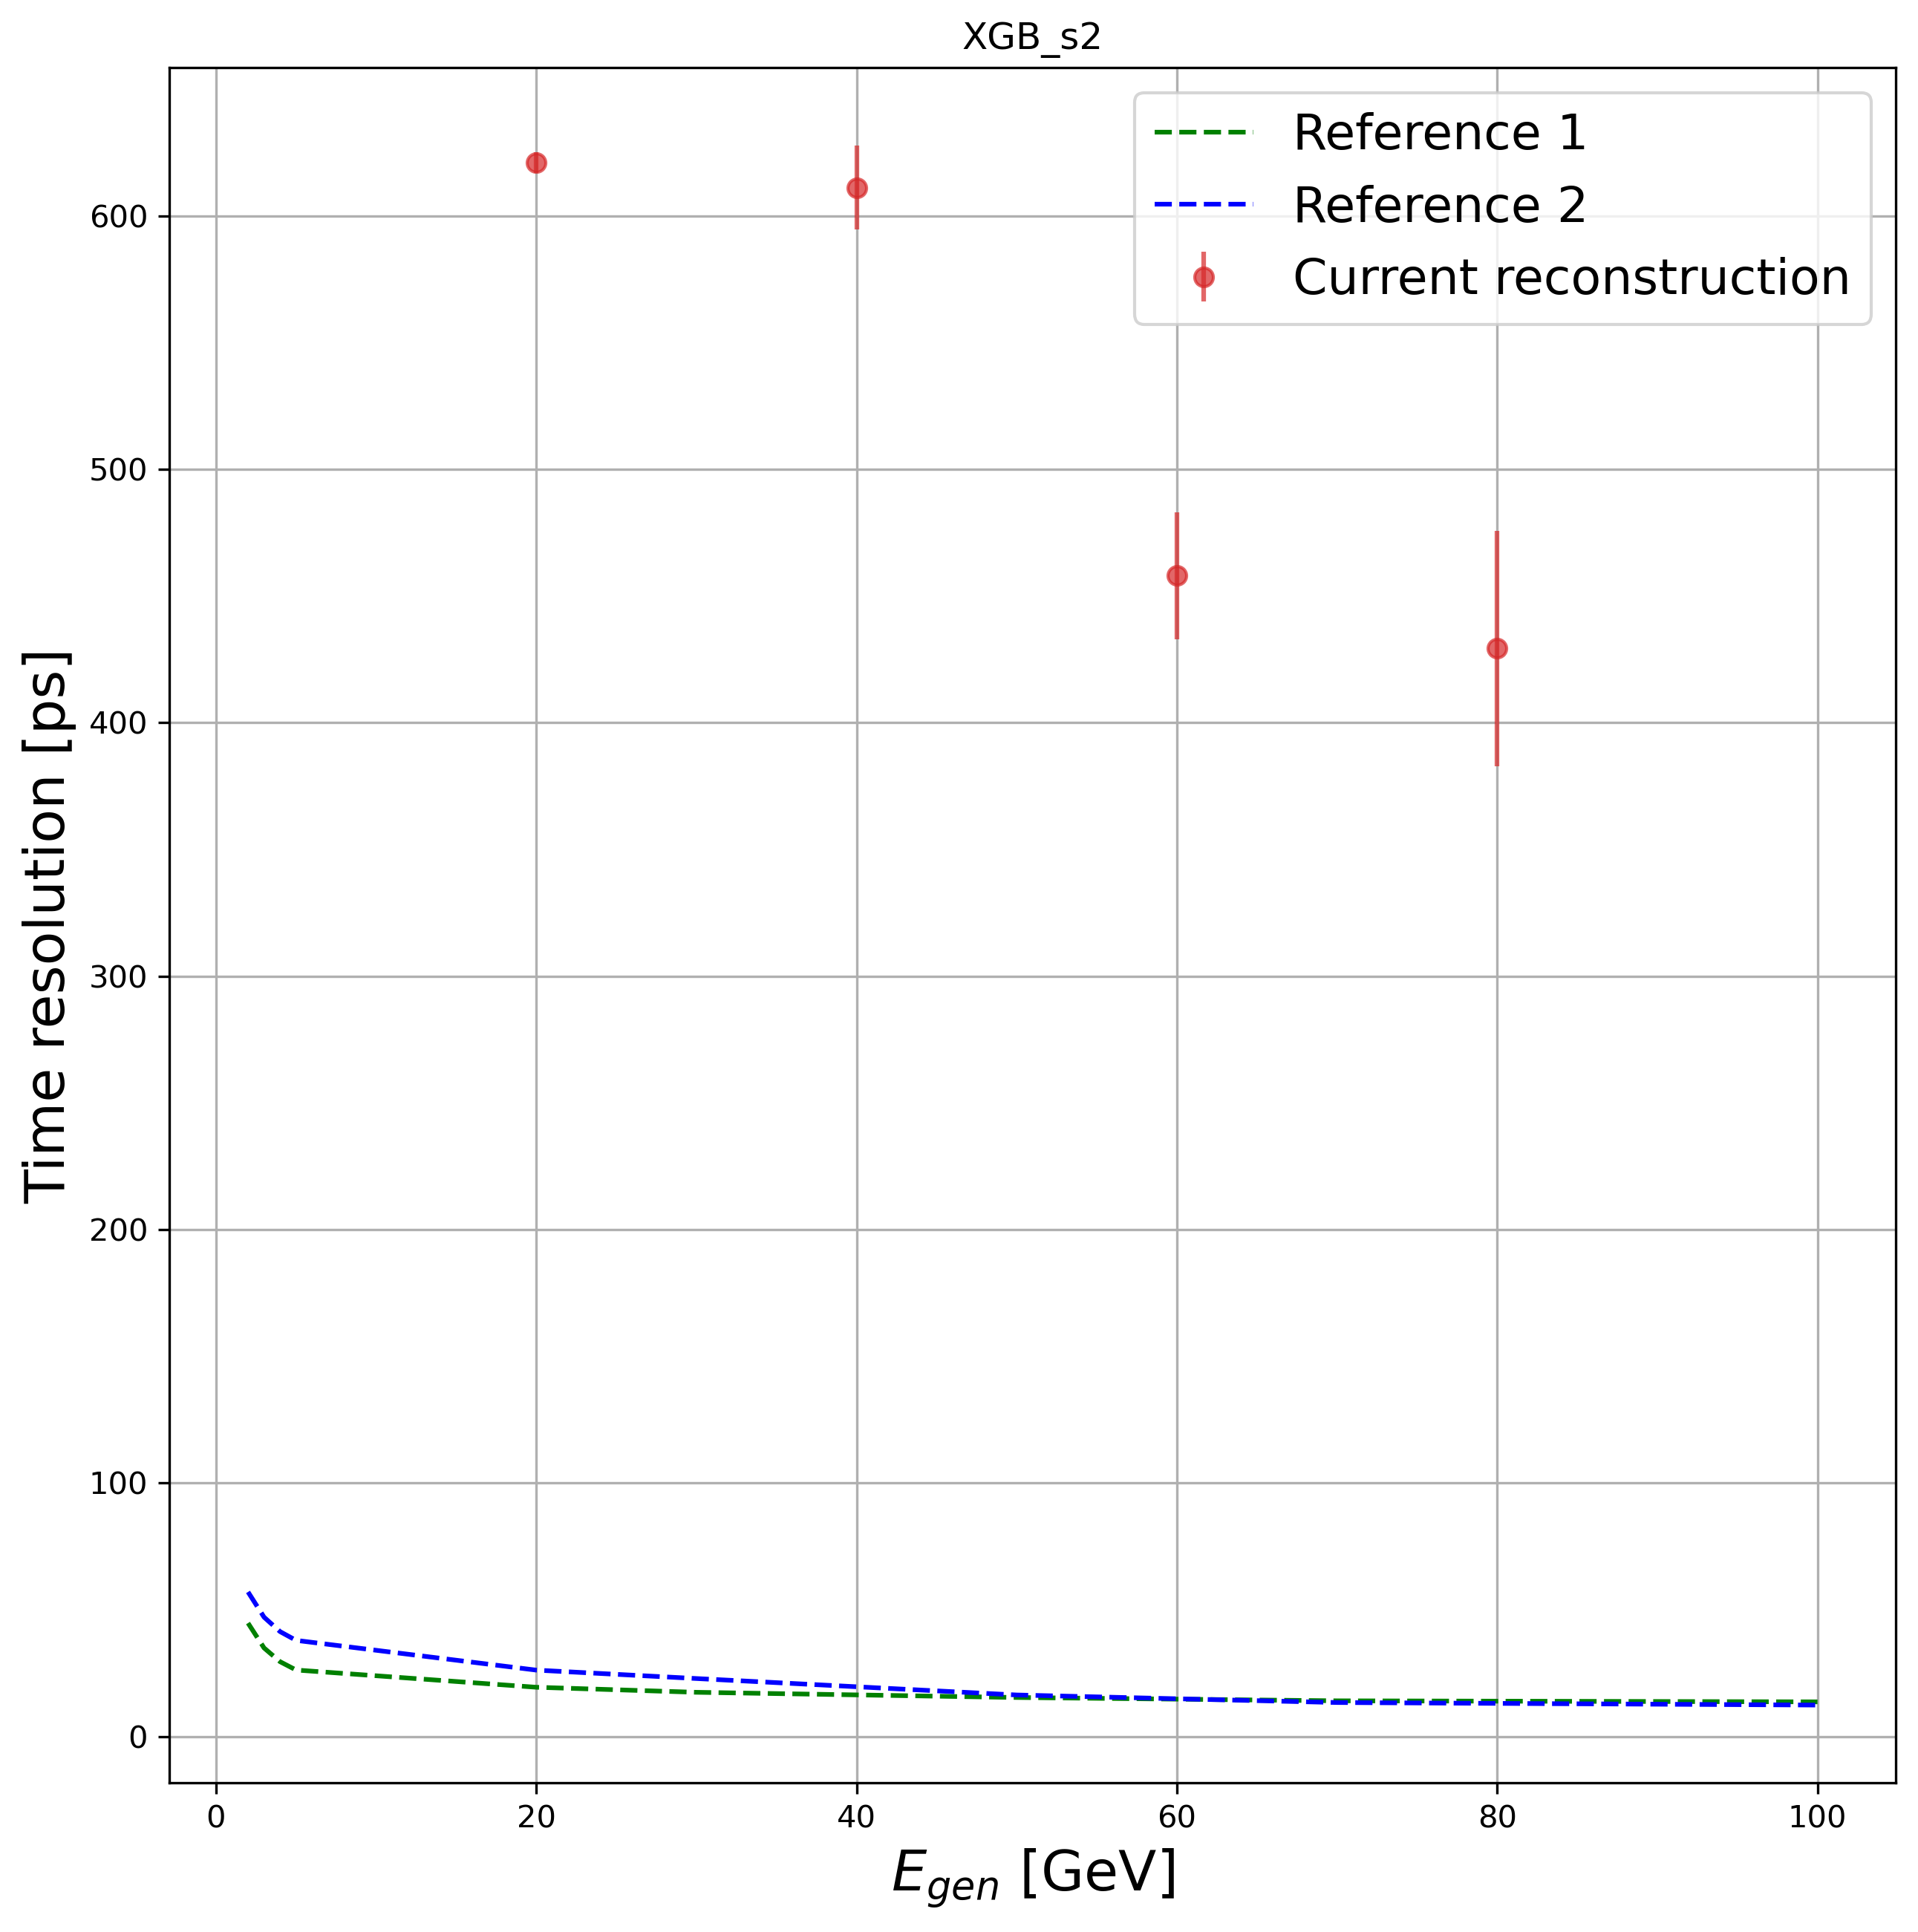 XGB_s2
Reference 1
Reference 2
Current reconstruction
Time resolution [ps]
600
500
400
300
200
100
0
0 20 40 60 80 100
E_gen [GeV]